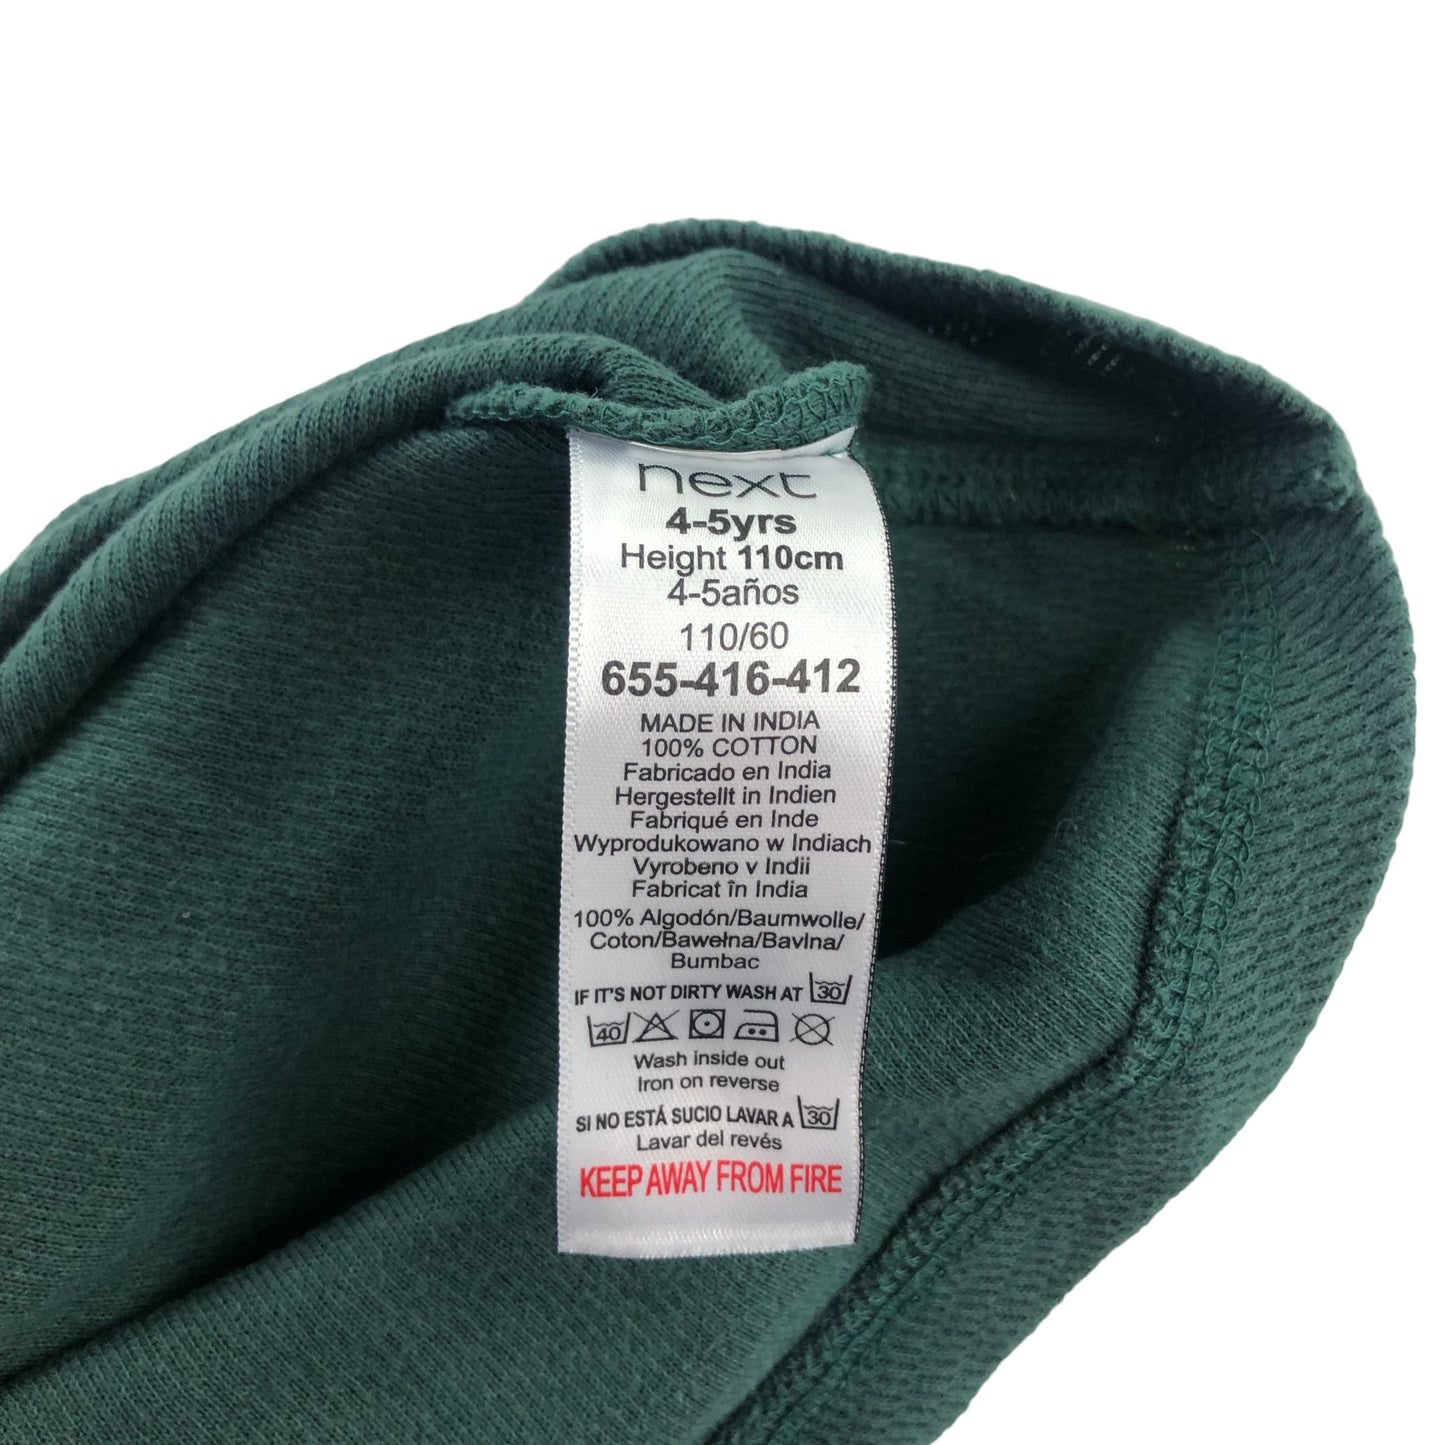 next
4-5yrs
Height 110cm
4-5años
110/60
655-416-412
MADE IN INDIA
100% COTTON
Fabricado en India
Hergestellt in Indien
Fabriqué en Inde
Wyprodukowano w Indiach
Vyrobeno v Indii
Fabricat în India
100% Algodón/Baumwolle/
Coton/Bawełna/Bavlna/
Bumbac
IF IT'S NOT DIRTY WASH AT 30
40
Wash inside out
Iron on reverse
SI NO ESTÁ SUCIO LAVAR A 30
Lavar del revés
KEEP AWAY FROM FIRE